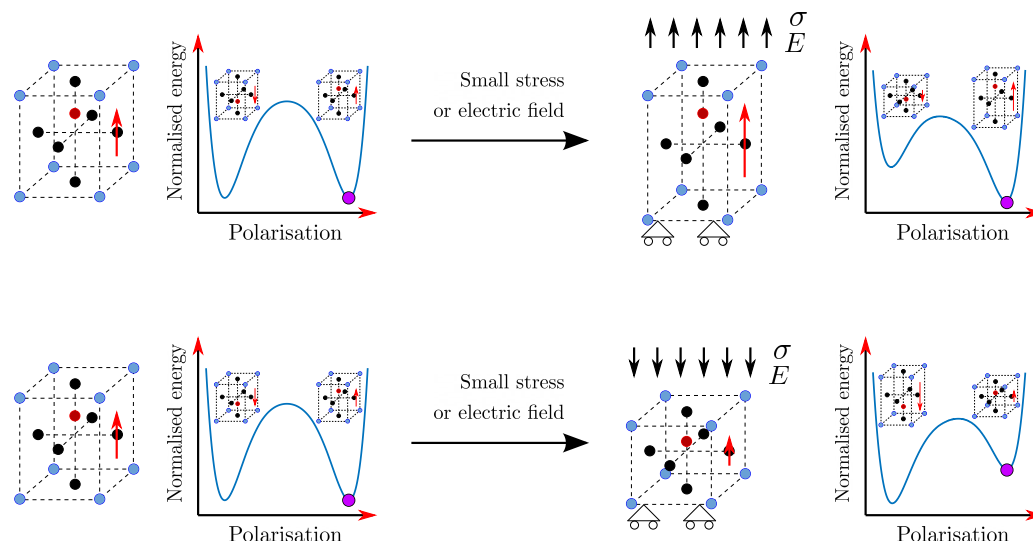 Normalised energy
Polarisation
Small stress
or electric field
σ
E
Normalised energy
Polarisation
Normalised energy
Polarisation
Small stress
or electric field
σ
E
Normalised energy
Polarisation